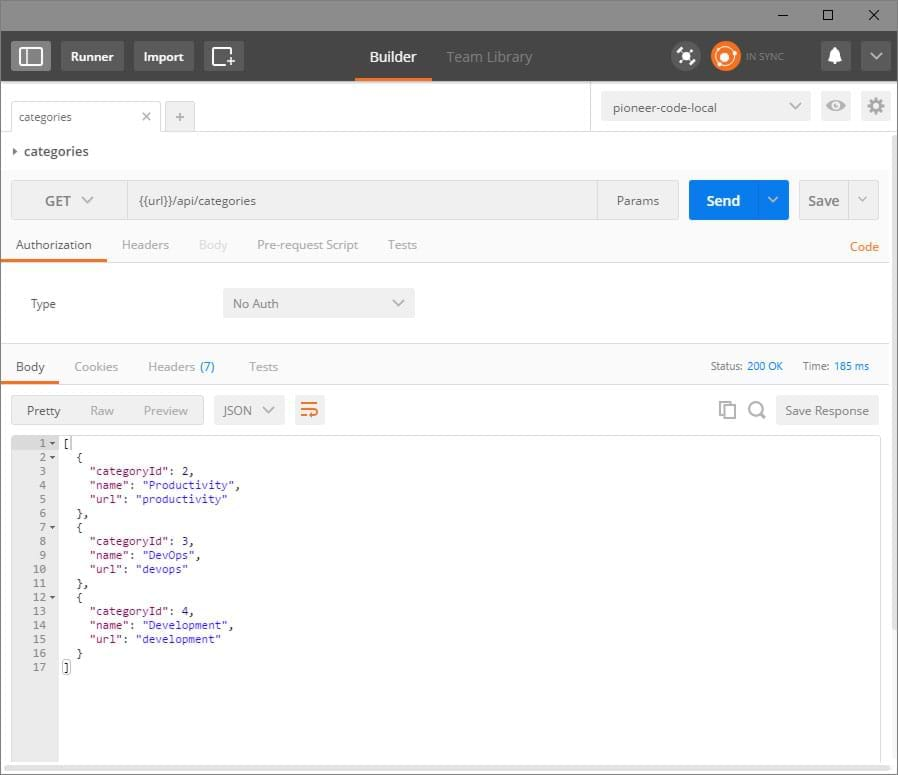 Runner Import Builder Team Library IN SYNC
categories pioneer-code-local
categories
GET {{url}}/api/categories Params Send Save
Authorization Headers Body Pre-request Script Tests Code
Type No Auth
Body Cookies Headers (7) Tests Status: 200 OK Time: 185 ms
Pretty Raw Preview JSON Save Response
1 [
2 {
3 "categoryId": 2,
4 "name": "Productivity",
5 "url": "productivity"
6 },
7 {
8 "categoryId": 3,
9 "name": "DevOps",
10 "url": "devops"
11 },
12 {
13 "categoryId": 4,
14 "name": "Development",
15 "url": "development"
16 }
17 ]